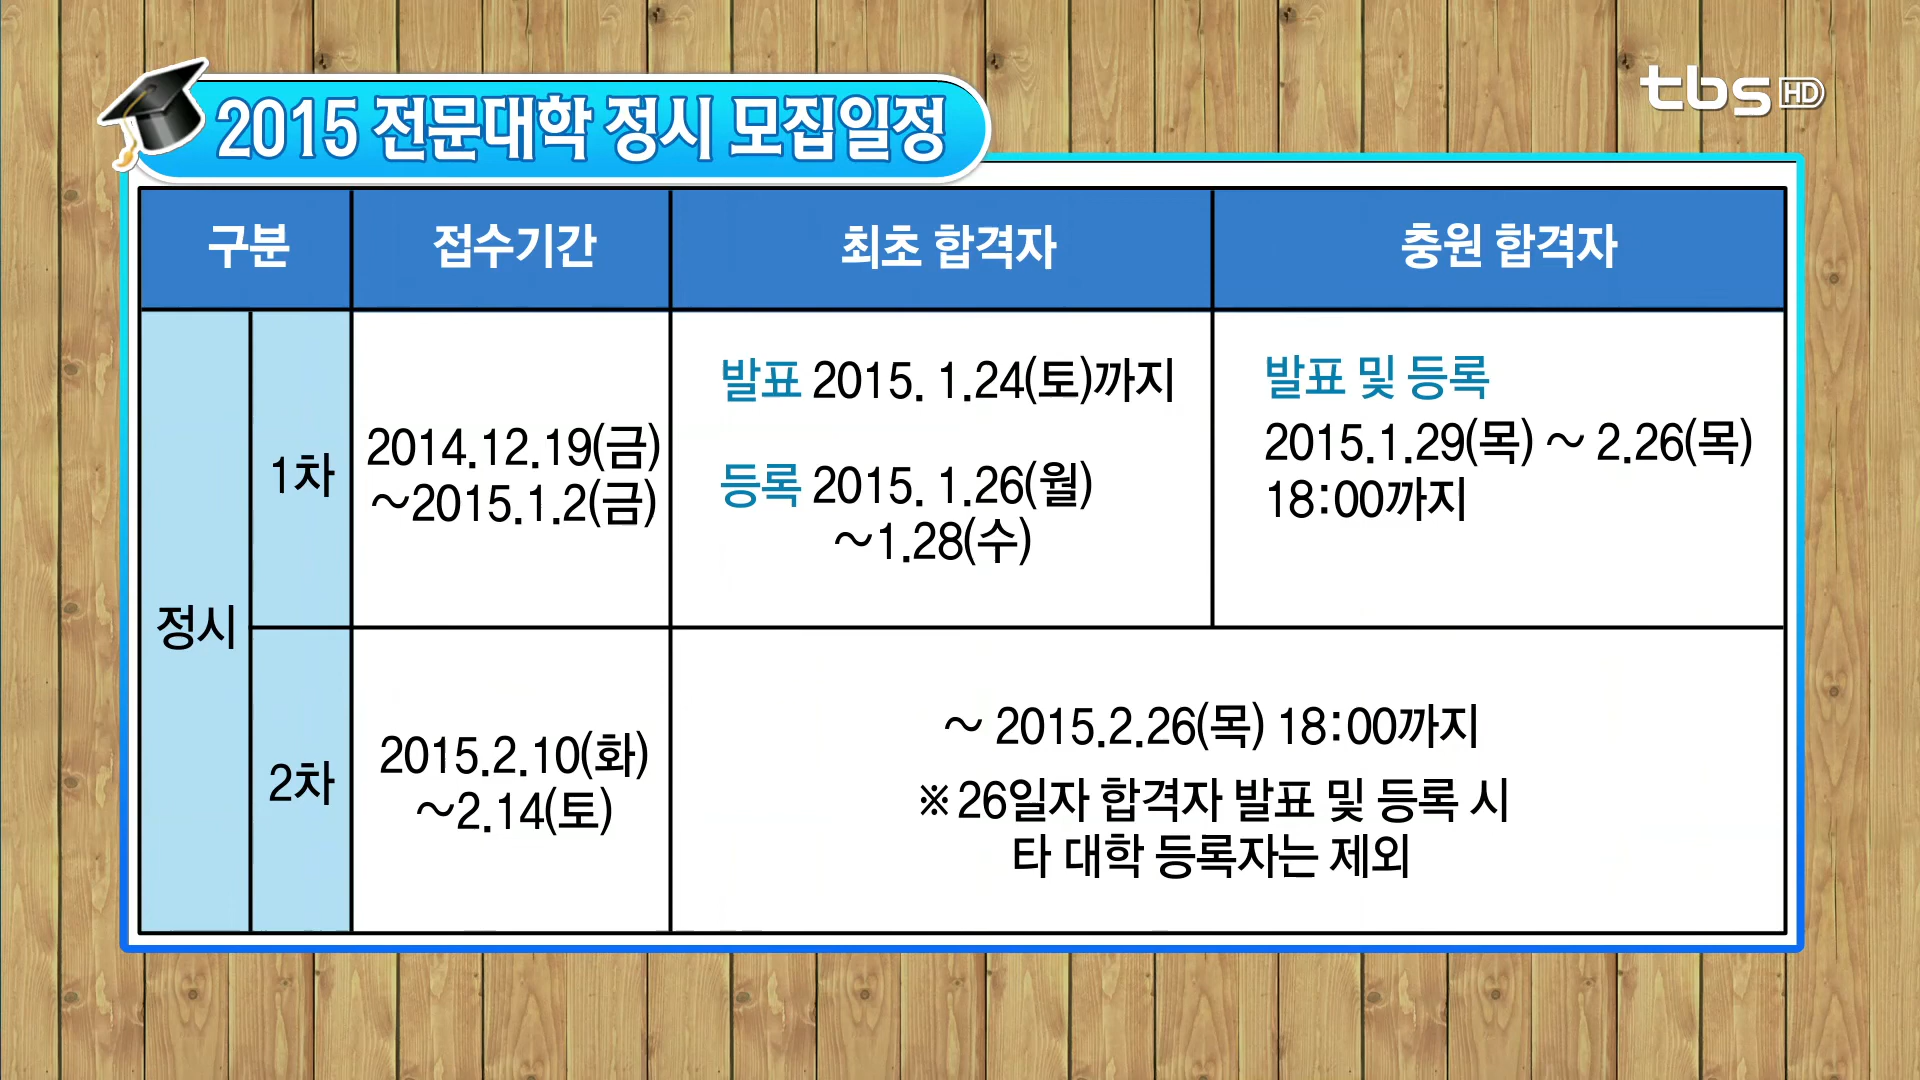 2015 전문대학 정시 모집일정
tbs HD
구분
접수기간
최초 합격자
충원 합격자
정시
1차
2014.12.19(금)
~2015.1.2(금)
발표 2015. 1.24(토)까지
등록 2015. 1.26(월)
~1.28(수)
발표 및 등록
2015.1.29(목) ~ 2.26(목)
18:00까지
2차
2015.2.10(화)
~2.14(토)
~ 2015.2.26(목) 18:00까지
※26일자 합격자 발표 및 등록 시
타 대학 등록자는 제외